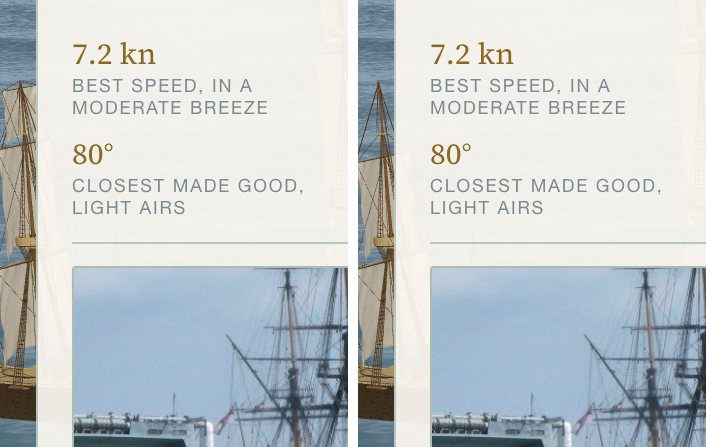 7.2 kn
BEST SPEED, IN A
MODERATE BREEZE
80°
CLOSEST MADE GOOD,
LIGHT AIRS
7.2 kn
BEST SPEED, IN A
MODERATE BREEZE
80°
CLOSEST MADE GOOD,
LIGHT AIRS